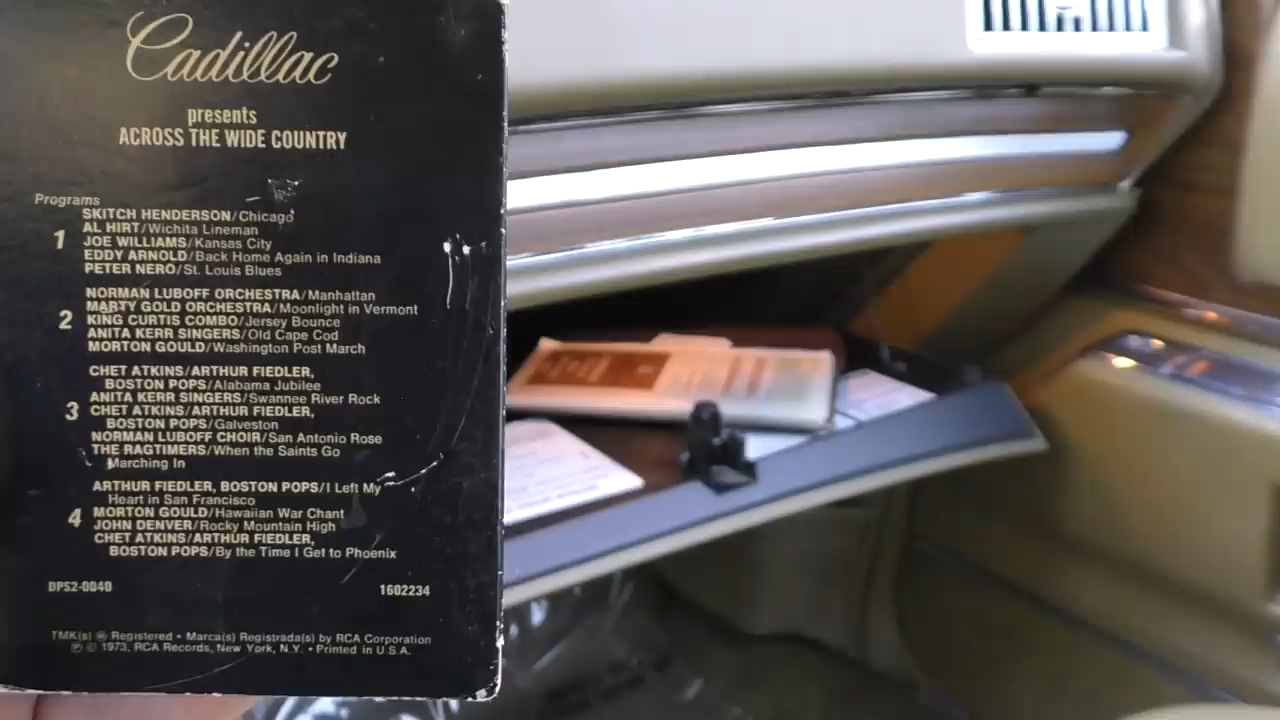 Cadillac
presents
ACROSS THE WIDE COUNTRY
Programs
1
SKITCH HENDERSON/Chicago
AL HIRT/Wichita Lineman
JOE WILLIAMS/Kansas City
EDDY ARNOLD/Back Home Again in Indiana
PETER NERO/St. Louis Blues
2
NORMAN LUBOFF ORCHESTRA/Manhattan
MARTY GOLD ORCHESTRA/Moonlight in Vermont
KING CURTIS COMBO/Jersey Bounce
ANITA KERR SINGERS/Old Cape Cod
MORTON GOULD/Washington Post March
3
CHET ATKINS/ARTHUR FIEDLER,
BOSTON POPS/Alabama Jubilee
ANITA KERR SINGERS/Swannee River Rock
CHET ATKINS/ARTHUR FIEDLER,
BOSTON POPS/Galveston
NORMAN LUBOFF CHOIR/San Antonio Rose
THE RAGTIMERS/When the Saints Go
Marching In
4
ARTHUR FIEDLER, BOSTON POPS/I Left My
Heart in San Francisco
MORTON GOULD/Hawaiian War Chant
JOHN DENVER/Rocky Mountain High
CHET ATKINS/ARTHUR FIEDLER,
BOSTON POPS/By the Time I Get to Phoenix
BPS2-0040
1602234
TMK(s) ® Registered • Marca(s) Registrada(s) by RCA Corporation
℗ © 1973, RCA Records, New York, N.Y. • Printed in U.S.A.